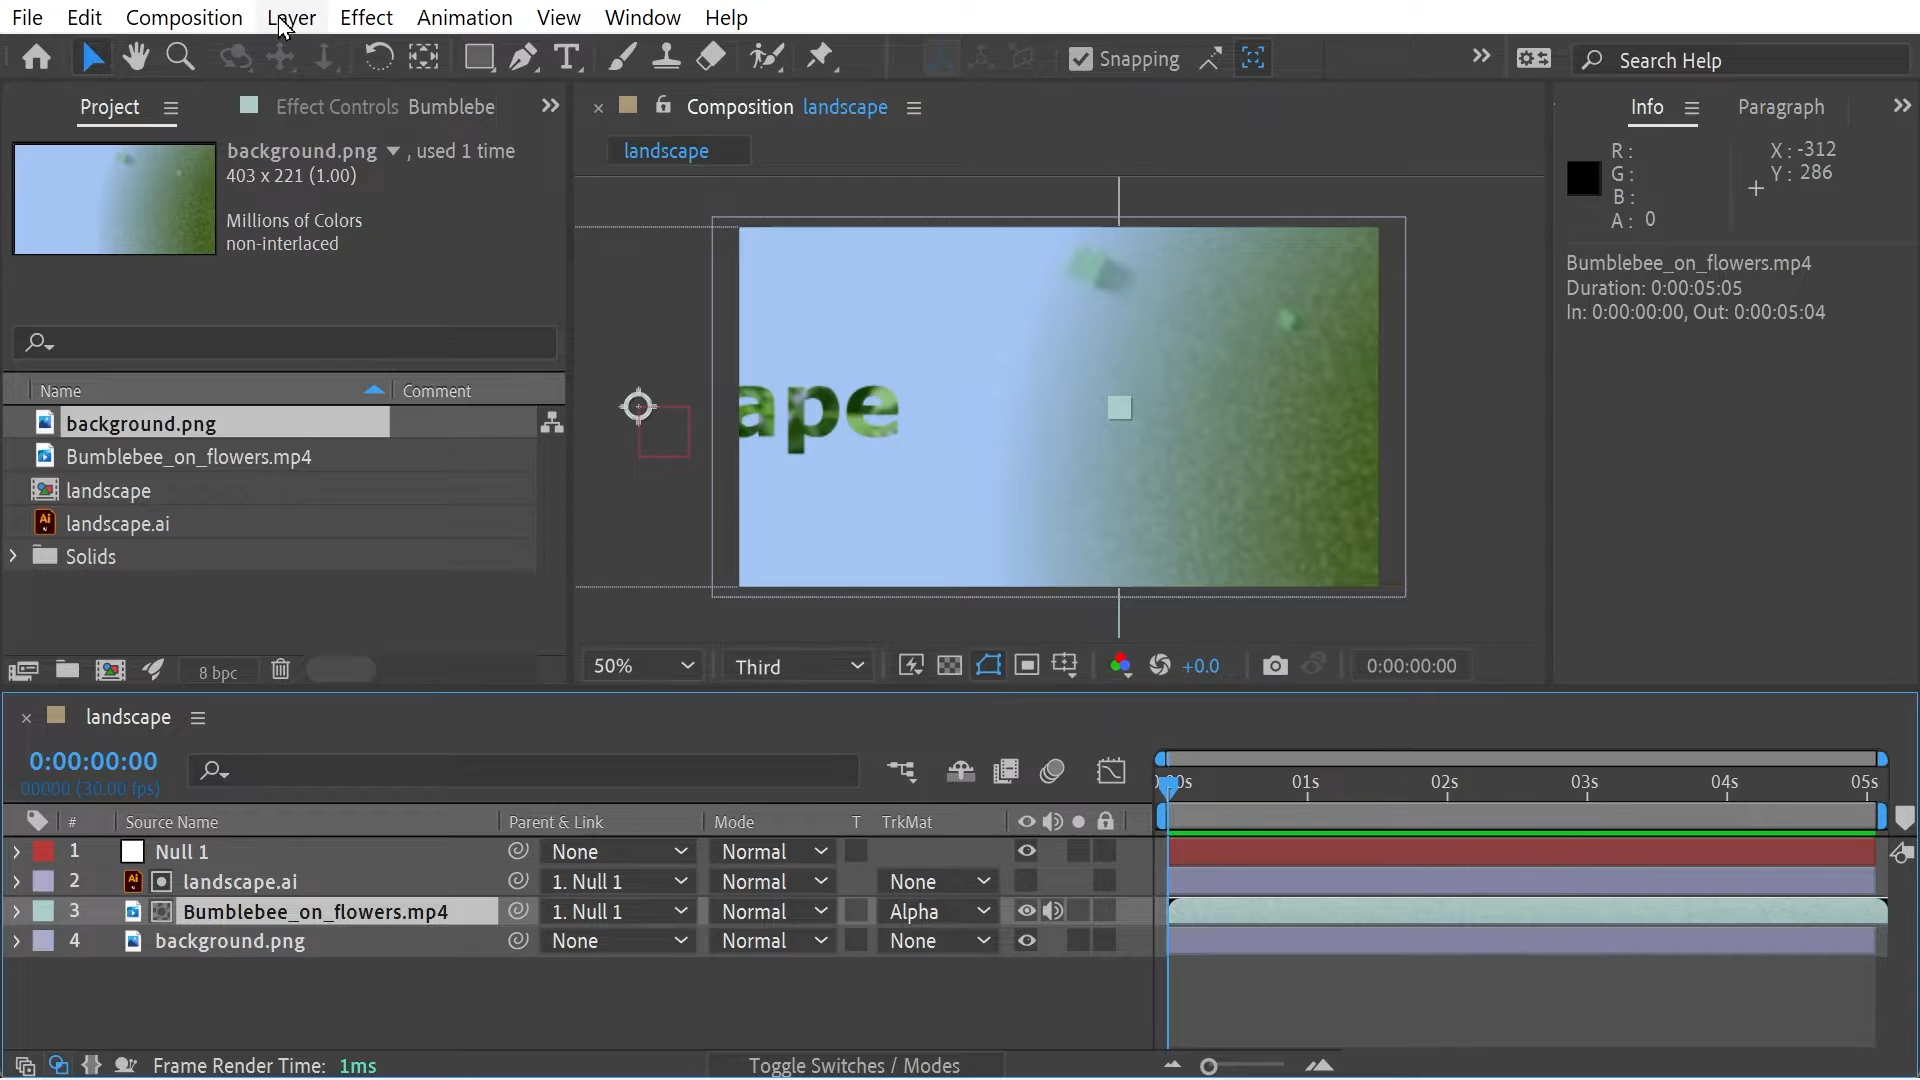 File Edit Composition Layer Effect Animation View Window Help
Snapping
Search Help
Project Effect Controls Bumblebe
Composition landscape
Info Paragraph
background.png , used 1 time
403 x 221 (1.00)
Millions of Colors
non-interlaced
landscape
R :
G :
B :
A : 0
X : -312
Y : 286
Bumblebee_on_flowers.mp4
Duration: 0:00:05:05
In: 0:00:00:00, Out: 0:00:05:04
ape
Name Comment
background.png
Bumblebee_on_flowers.mp4
landscape
Ai landscape.ai
Solids
8 bpc
50% Third +0.0 0:00:00:00
landscape
0:00:00:00
00000 (30.00 fps)
01s 02s 03s 04s 05s
# Source Name Parent & Link Mode T TrkMat
1 Null 1 None Normal
2 Ai landscape.ai 1. Null 1 Normal None
3 Bumblebee_on_flowers.mp4 1. Null 1 Normal Alpha
4 background.png None Normal None
Frame Render Time: 1ms
Toggle Switches / Modes